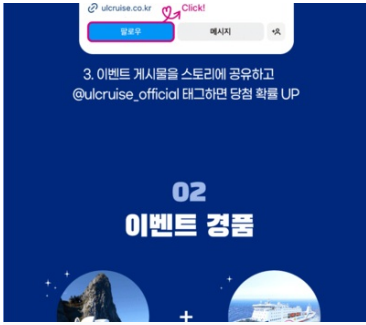 ulcruise.co.kr Click!
팔로우 메시지
3. 이벤트 게시물을 스토리에 공유하고
@ulcruise_official 태그하면 당첨 확률 UP
02
이벤트 경품
+